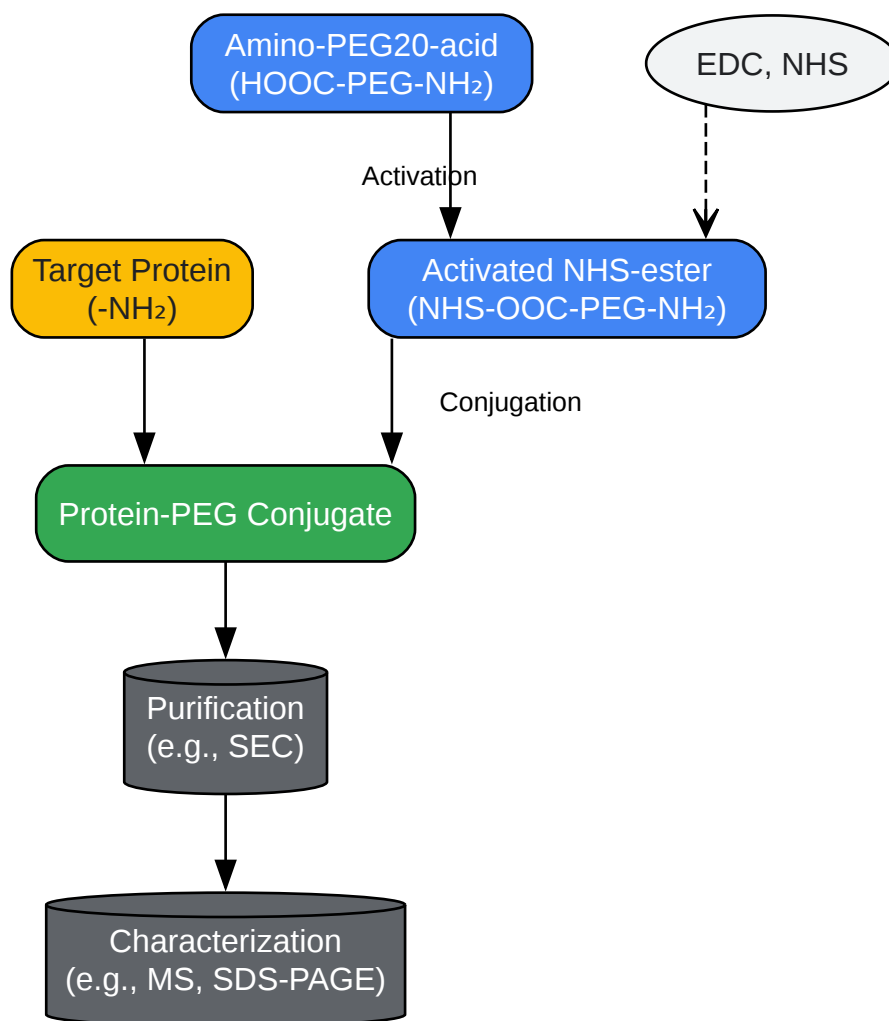 Amino-PEG20-acid
(HOOC-PEG-NH₂)
EDC, NHS
Activation
Target Protein
(-NH₂)
Activated NHS-ester
(NHS-OOC-PEG-NH₂)
Conjugation
Protein-PEG Conjugate
Purification
(e.g., SEC)
Characterization
(e.g., MS, SDS-PAGE)